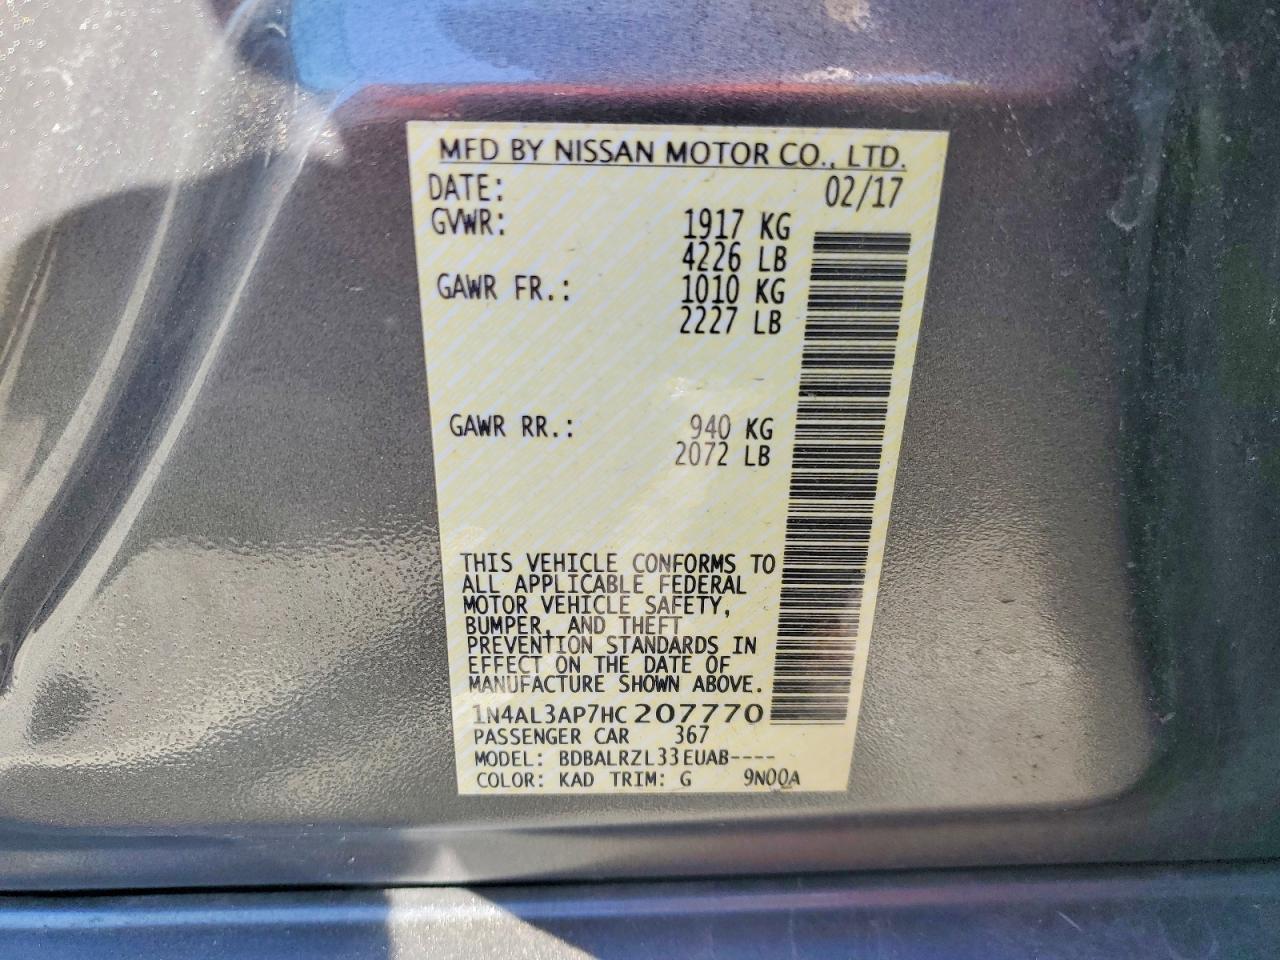 MFD BY NISSAN MOTOR CO., LTD.
DATE: 02/17
GVWR: 1917 KG
4226 LB
GAWR FR.: 1010 KG
2227 LB
GAWR RR.: 940 KG
2072 LB
THIS VEHICLE CONFORMS TO
ALL APPLICABLE FEDERAL
MOTOR VEHICLE SAFETY,
BUMPER, AND THEFT
PREVENTION STANDARDS IN
EFFECT ON THE DATE OF
MANUFACTURE SHOWN ABOVE.
1N4AL3AP7HC207770
PASSENGER CAR 367
MODEL: BDBALRZL33EUAB----
COLOR: KAD TRIM: G 9N00A